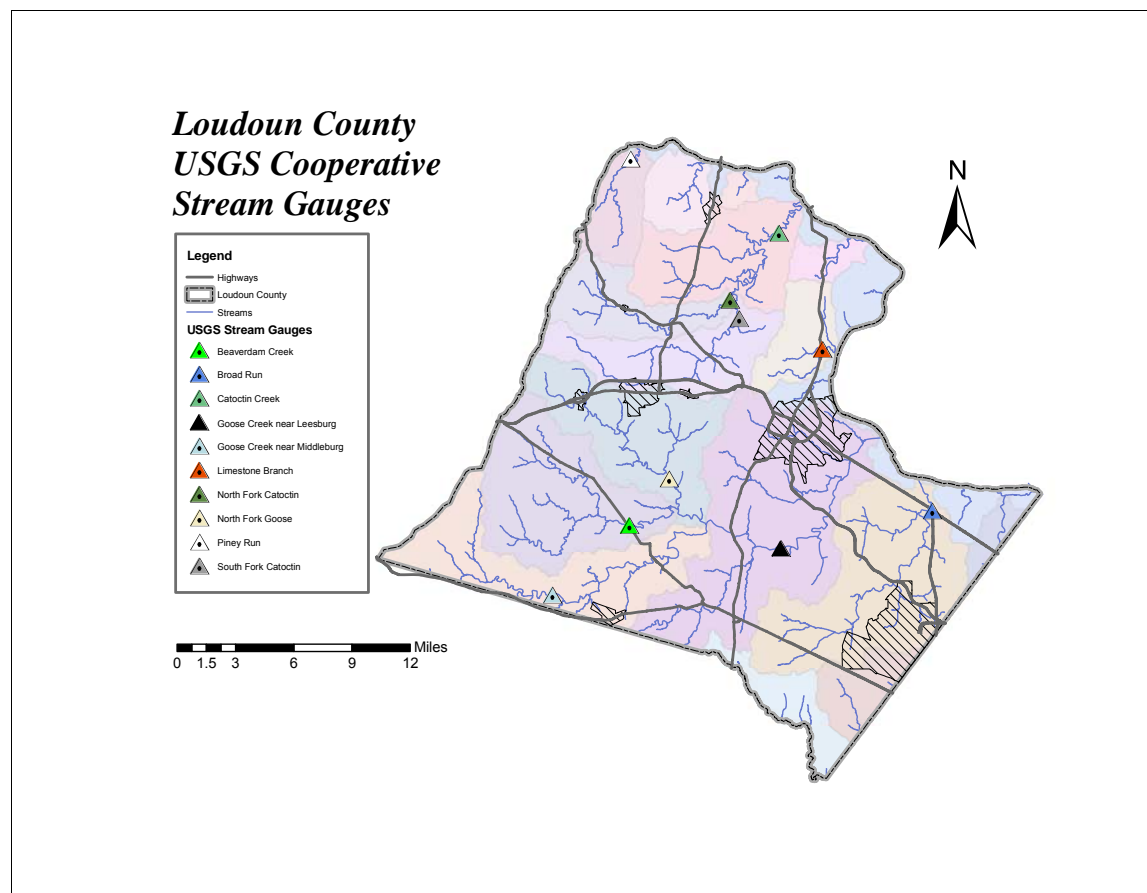 Loudoun County
USGS Cooperative
Stream Gauges
N
Legend
Highways
Loudoun County
Streams
USGS Stream Gauges
Beaverdam Creek
Broad Run
Catoctin Creek
Goose Creek near Leesburg
Goose Creek near Middleburg
Limestone Branch
North Fork Catoctin
North Fork Goose
Piney Run
South Fork Catoctin
Miles
0 1.5 3 6 9 12